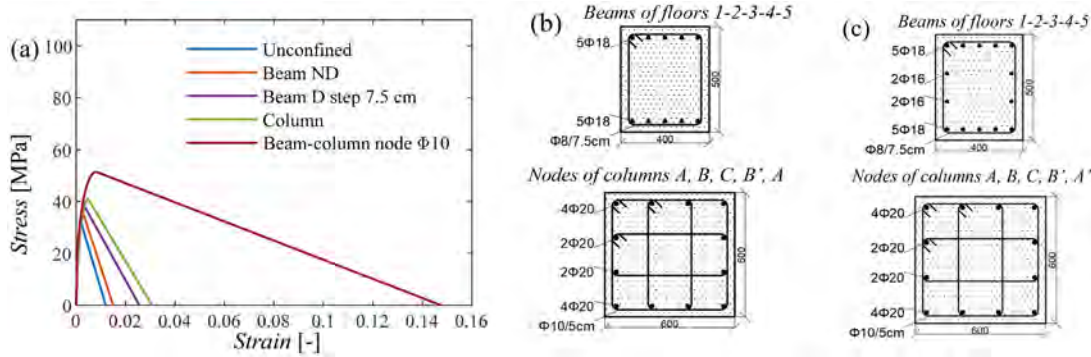 (a)
Stress [MPa]
100
80
60
40
20
0
Unconfined
Beam ND
Beam D step 7.5 cm
Column
Beam-column node Φ10
0 0.02 0.04 0.06 0.08 0.1 0.12 0.14 0.16
Strain [-]
(b)
Beams of floors 1-2-3-4-5
5Φ18
500
5Φ18
Φ8/7.5cm
400
Nodes of columns A, B, C, B', A
4Φ20
2Φ20
2Φ20
4Φ20
600
Φ10/5cm
600
(c)
Beams of floors 1-2-3-4-5
5Φ18
2Φ16
2Φ16
5Φ18
500
Φ8/7.5cm
400
Nodes of columns A, B, C, B', A'
4Φ20
2Φ20
2Φ20
4Φ20
600
Φ10/5cm
600